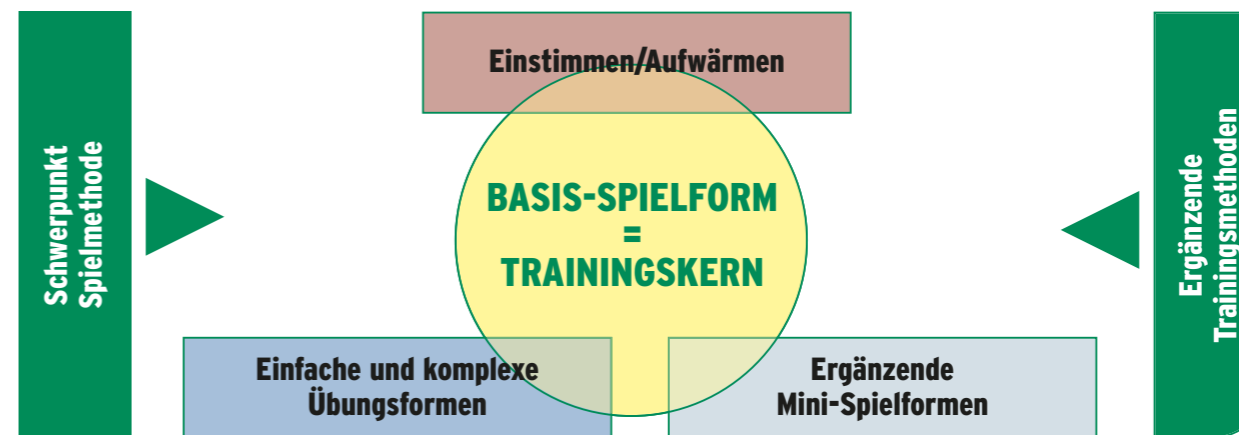 Schwerpunkt
Spielmethode
Einstimmen/Aufwärmen
BASIS-SPIELFORM
=
TRAININGSKERN
Einfache und komplexe
Übungsformen
Ergänzende
Mini-Spielformen
Ergänzende
Trainingsmethoden